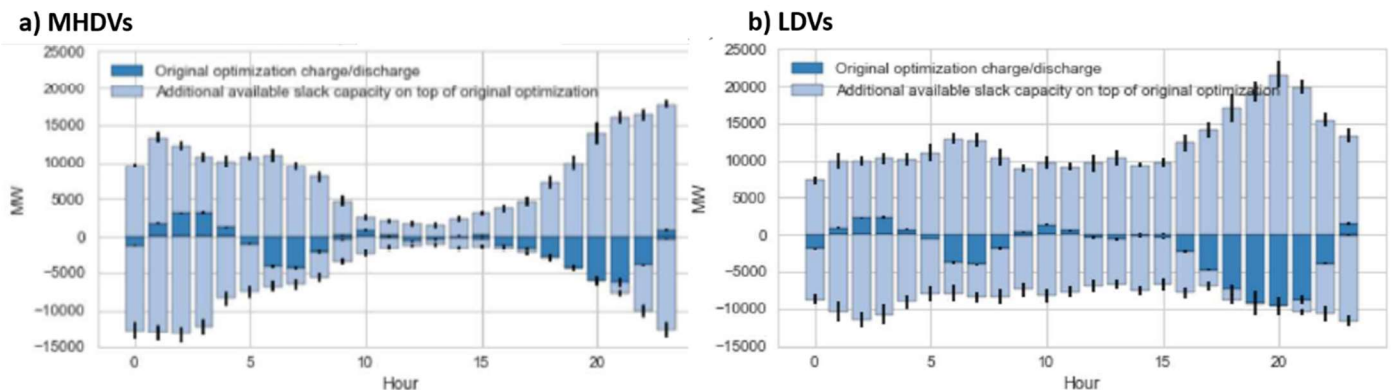 a) MHDVs
25000
20000
15000
10000
5000
0
−5000
−10000
−15000
MW
Original optimization charge/discharge
Additional available slack capacity on top of original optimization
0 5 10 15 20
Hour
b) LDVs
25000
20000
15000
10000
5000
0
−5000
−10000
−15000
MW
Original optimization charge/discharge
Additional available slack capacity on top of original optimization
0 5 10 15 20
Hour